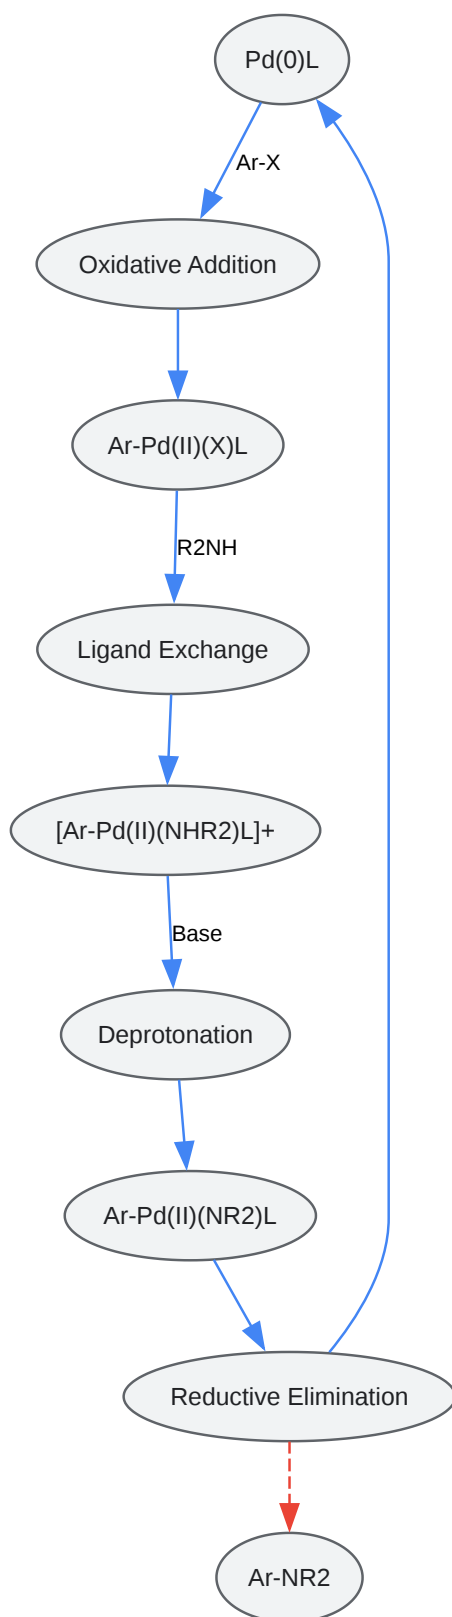 Pd(0)L
Ar-X
Oxidative Addition
Ar-Pd(II)(X)L
R2NH
Ligand Exchange
[Ar-Pd(II)(NHR2)L]+
Base
Deprotonation
Ar-Pd(II)(NR2)L
Reductive Elimination
Ar-NR2